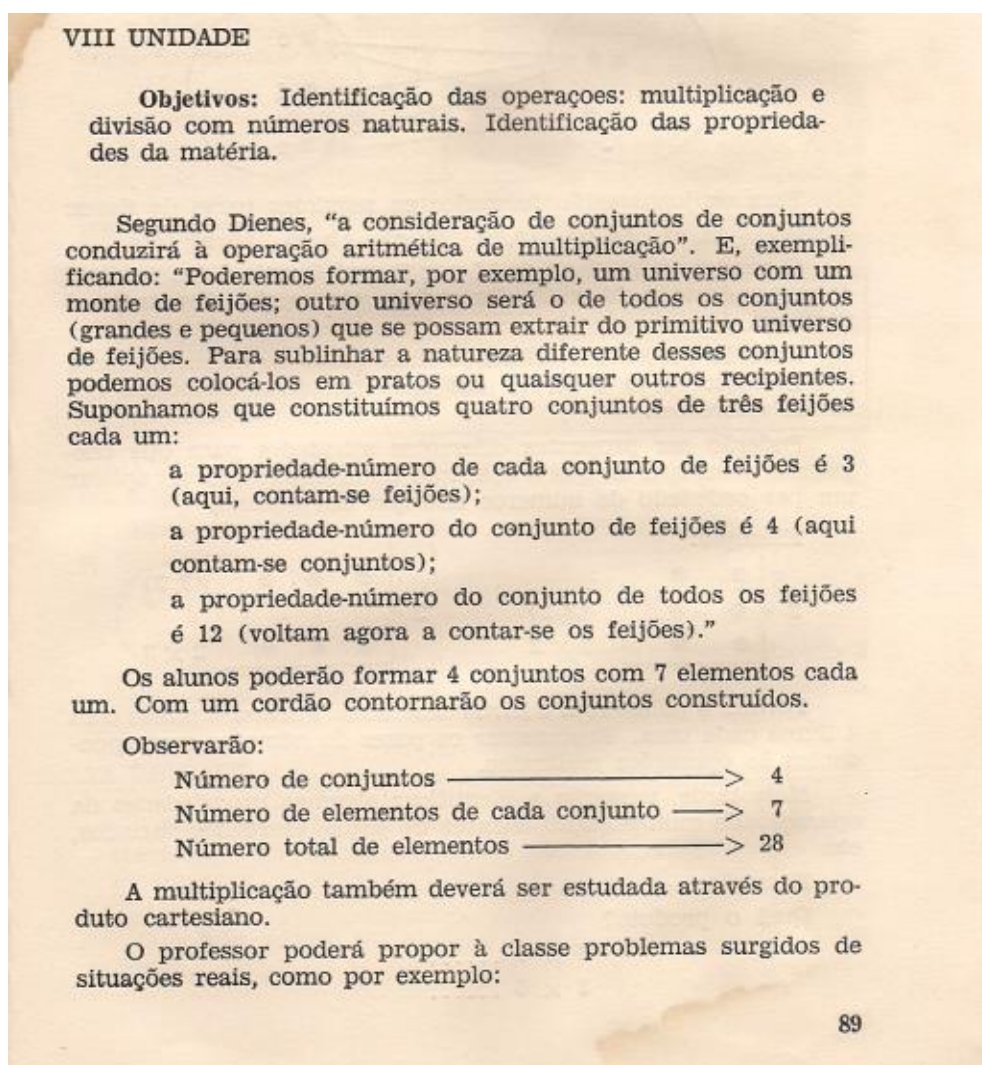 VIII UNIDADE
Objetivos: Identificação das operaçoes: multiplicação e
divisão com números naturais. Identificação das proprieda-
des da matéria.
Segundo Dienes, “a consideração de conjuntos de conjuntos
conduzirá à operação aritmética de multiplicação”. E, exempli-
ficando: “Poderemos formar, por exemplo, um universo com um
monte de feijões; outro universo será o de todos os conjuntos
(grandes e pequenos) que se possam extrair do primitivo universo
de feijões. Para sublinhar a natureza diferente desses conjuntos
podemos colocá-los em pratos ou quaisquer outros recipientes.
Suponhamos que constituímos quatro conjuntos de três feijões
cada um:
a propriedade-número de cada conjunto de feijões é 3
(aqui, contam-se feijões);
a propriedade-número do conjunto de feijões é 4 (aqui
contam-se conjuntos);
a propriedade-número do conjunto de todos os feijões
é 12 (voltam agora a contar-se os feijões).”
Os alunos poderão formar 4 conjuntos com 7 elementos cada
um. Com um cordão contornarão os conjuntos construídos.
Observarão:
Número de conjuntos ———————> 4
Número de elementos de cada conjunto ——> 7
Número total de elementos —————> 28
A multiplicação também deverá ser estudada através do pro-
duto cartesiano.
O professor poderá propor à classe problemas surgidos de
situações reais, como por exemplo:
89